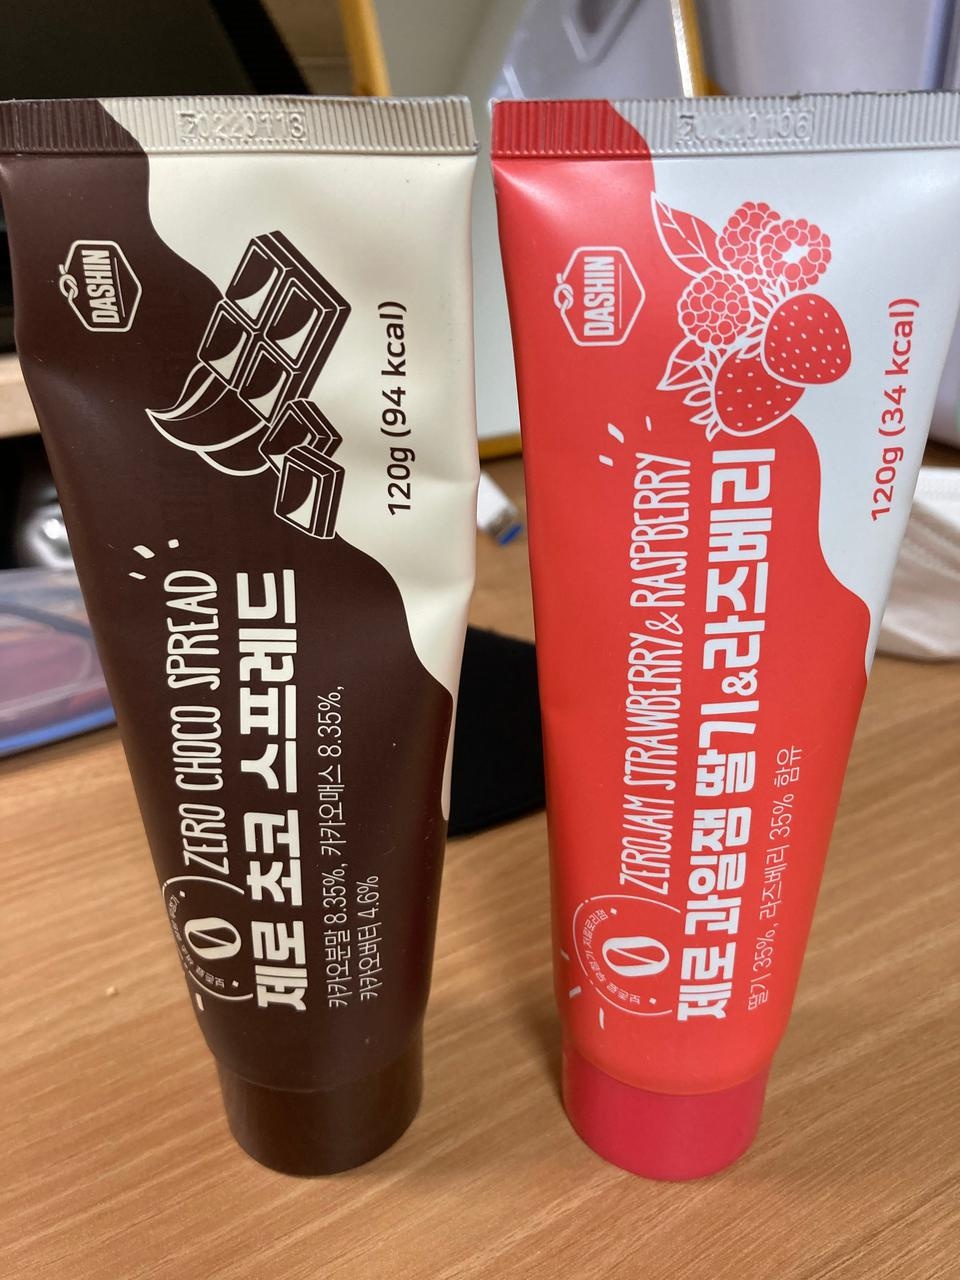 20220118
DASHIN
120g (94 kcal)
ZERO CHOCO SPREAD
제로 초코 스프레드
카카오분말 8.35%, 카카오매스 8.35%,
카카오버터 4.6%
0
20220106
DASHIN
120g (34 kcal)
ZEROJAM STRAWBERRY & RASPBERRY
제로 과일잼 딸기&라즈베리
딸기 35%, 라즈베리 35% 함유
0